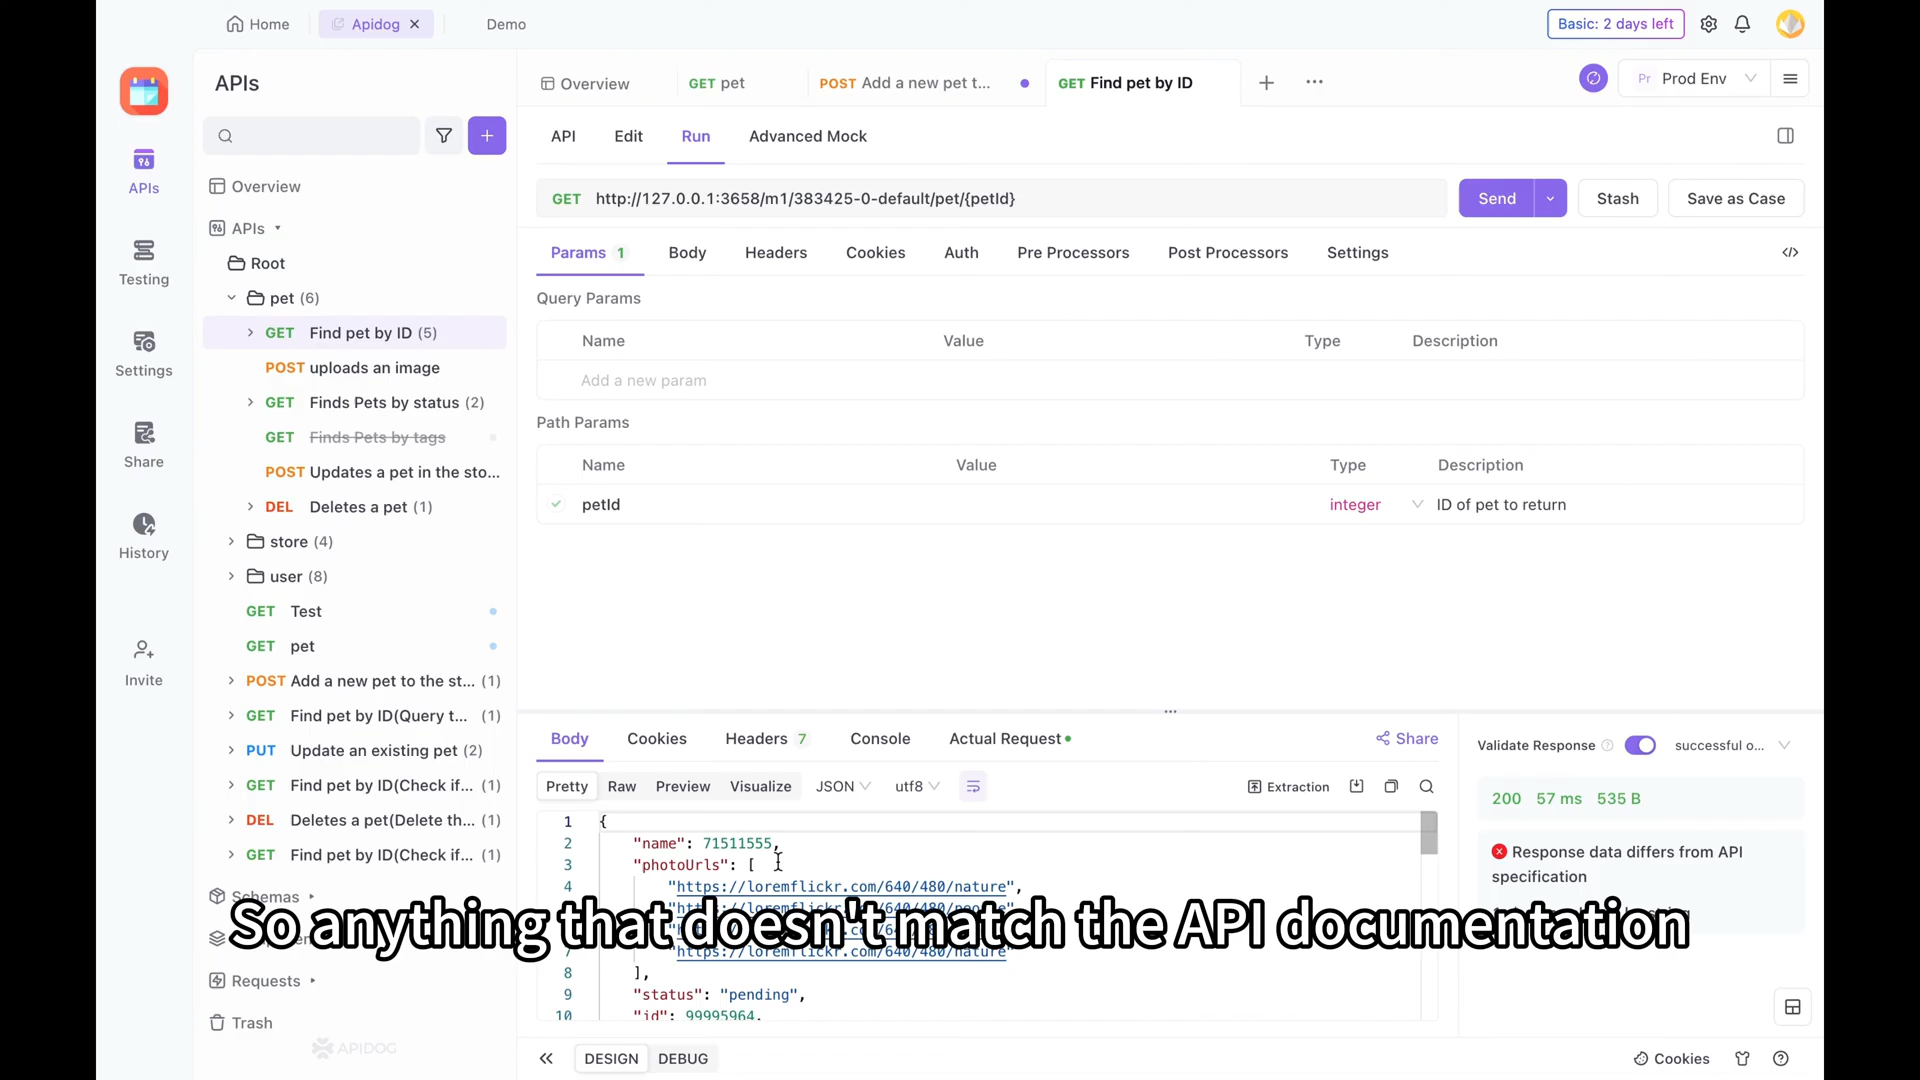 Home
Apidog
Demo
Basic: 2 days left
APIs
Overview
GET pet
POST Add a new pet t...
GET Find pet by ID
Pr Prod Env
APIs
Testing
Settings
Share
History
Invite
Overview
APIs
Root
pet (6)
GET Find pet by ID (5)
POST uploads an image
GET Finds Pets by status (2)
GET Finds Pets by tags
POST Updates a pet in the sto...
DEL Deletes a pet (1)
store (4)
user (8)
GET Test
GET pet
POST Add a new pet to the st... (1)
GET Find pet by ID(Query t... (1)
PUT Update an existing pet (2)
GET Find pet by ID(Check if... (1)
DEL Deletes a pet(Delete th... (1)
GET Find pet by ID(Check if... (1)
Schemas
Requests
Trash
APIDOG
API Edit Run Advanced Mock
GET http://127.0.0.1:3658/m1/383425-0-default/pet/{petId}
Send Stash Save as Case
Params 1 Body Headers Cookies Auth Pre Processors Post Processors Settings
Query Params
Name Value Type Description
Add a new param
Path Params
Name Value Type Description
petId integer ID of pet to return
Body Cookies Headers 7 Console Actual Request Share
Pretty Raw Preview Visualize JSON utf8 Extraction
1 {
2 "name": 71511555,
3 "photoUrls": [
4 "https://loremflickr.com/640/480/nature",
7 "https://loremflickr.com/640/480/nature"
8 ],
9 "status": "pending",
10 "id": 99995964,
Validate Response successful o...
200 57 ms 535 B
Response data differs from API
specification
So anything that doesn't match the API documentation
DESIGN DEBUG
Cookies